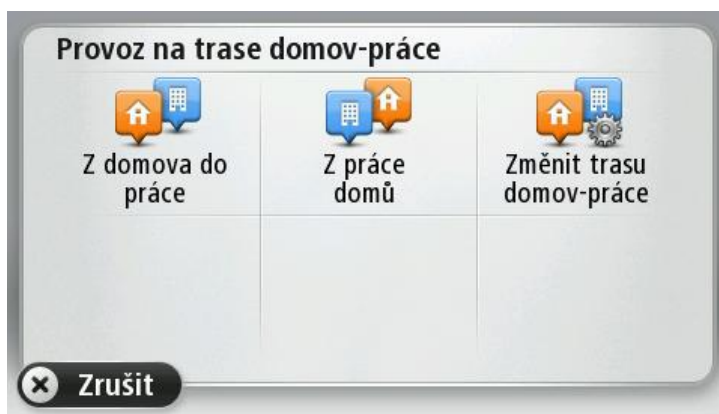 Provoz na trase domov-práce
Z domova do
práce
Z práce
domů
Změnit trasu
domov-práce
Zrušit